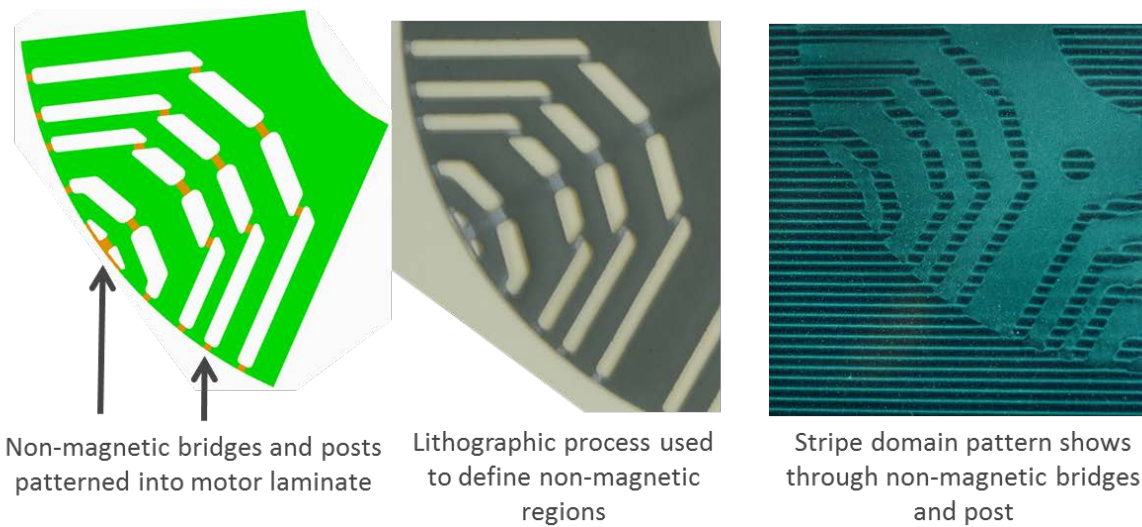 Non-magnetic bridges and posts
patterned into motor laminate
Lithographic process used
to define non-magnetic
regions
Stripe domain pattern shows
through non-magnetic bridges
and post